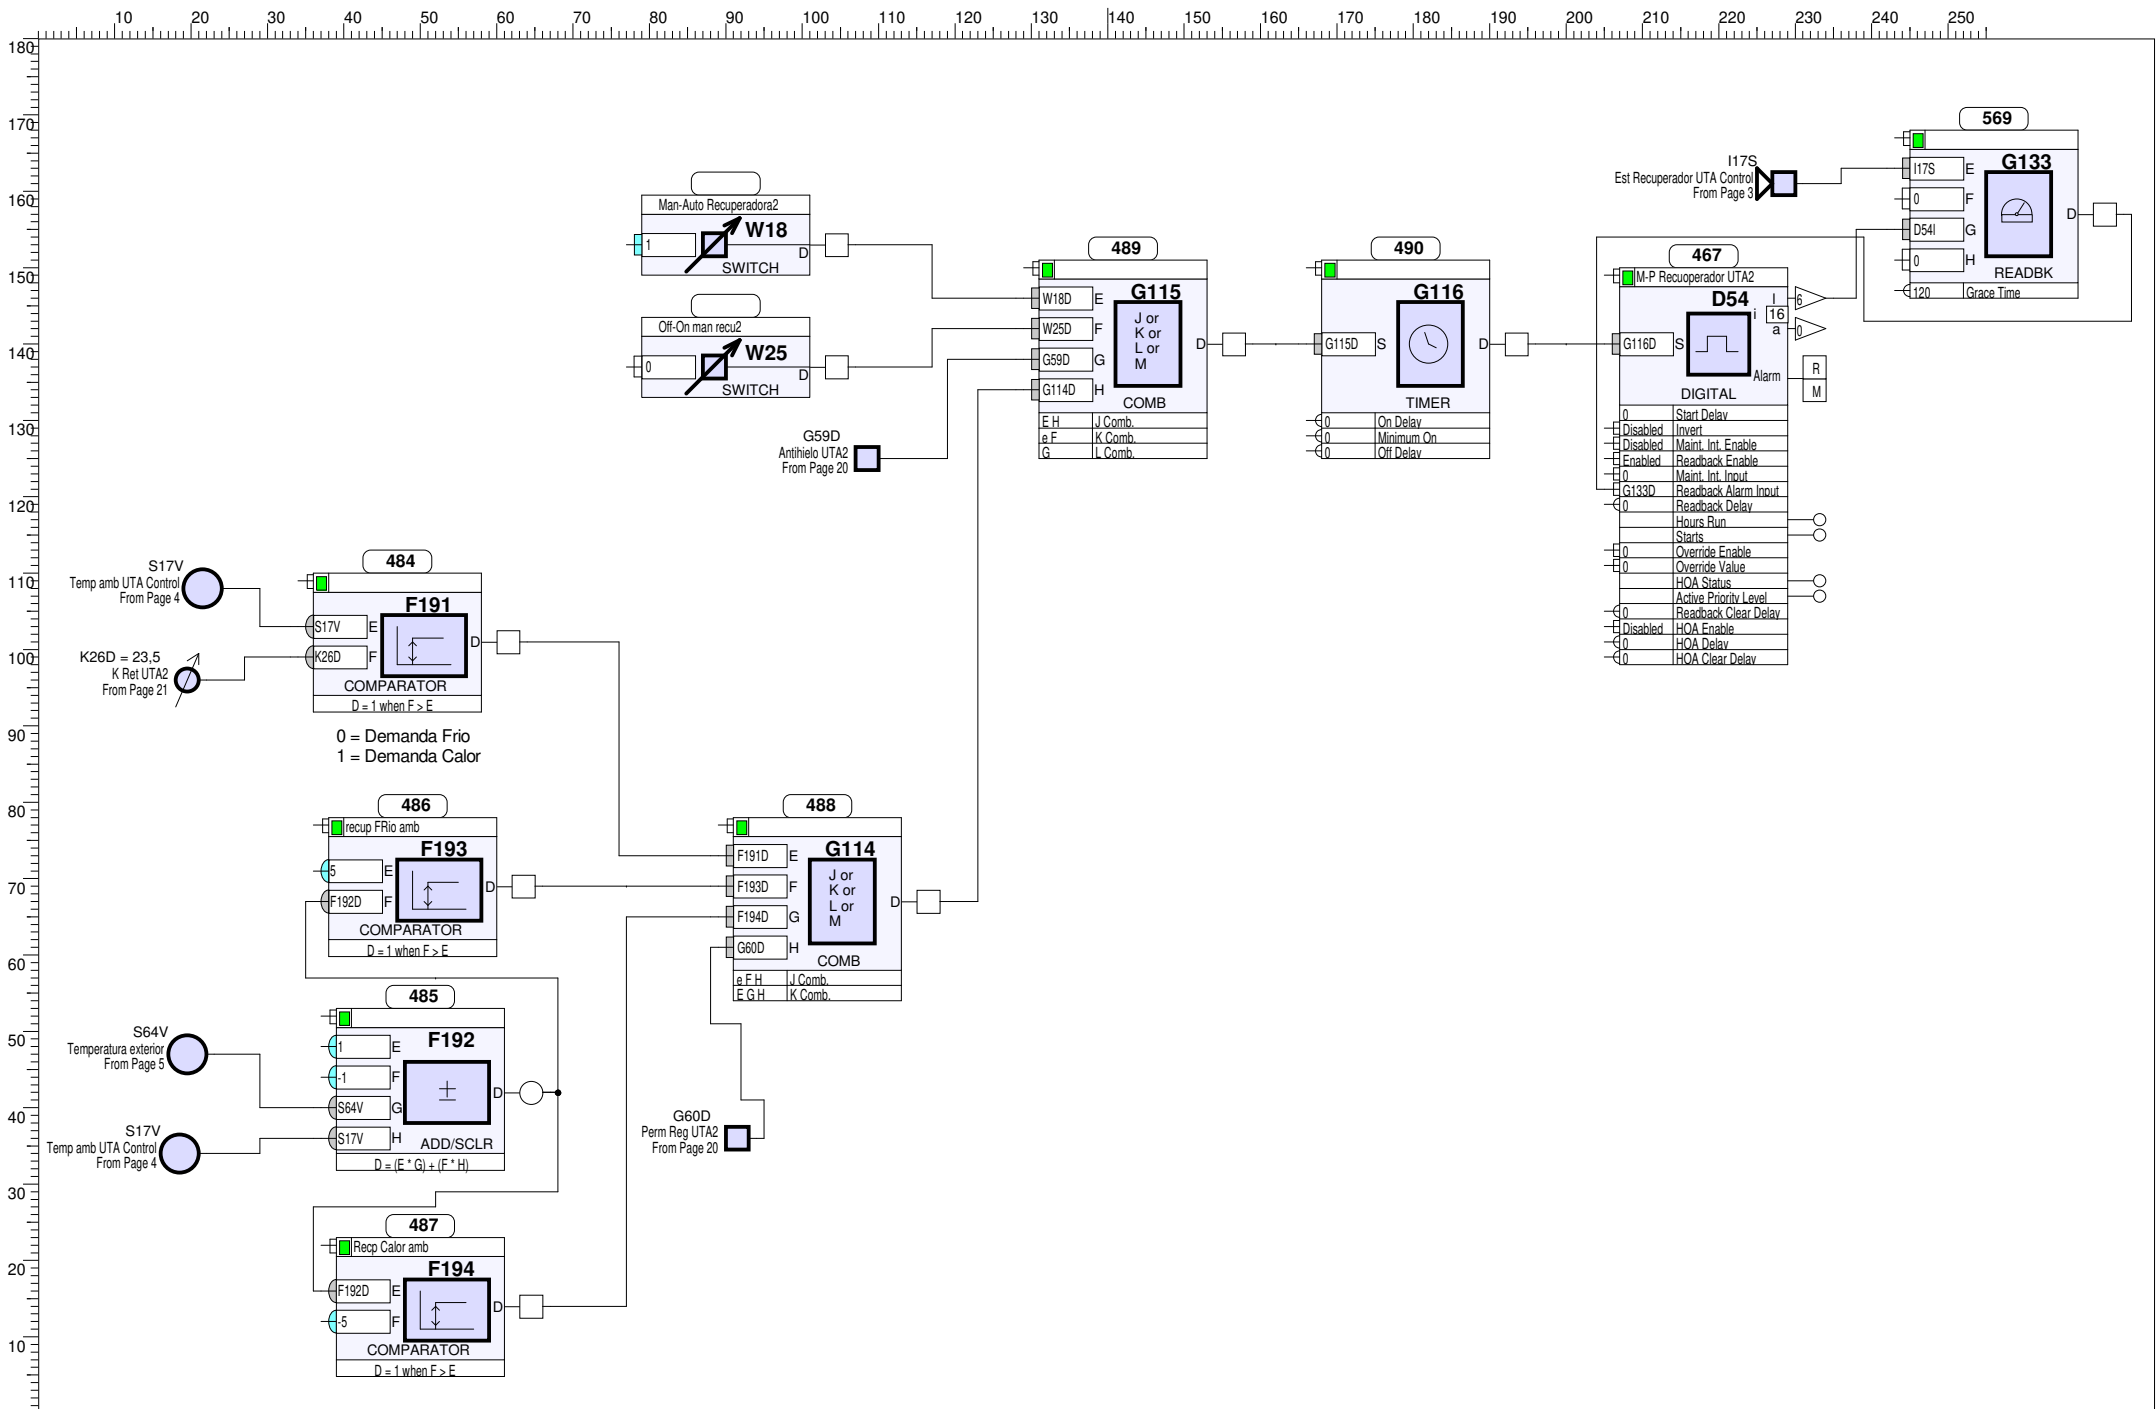 10 20 30 40 50 60 70 80 90 100 110 120 130 140 150 160 170 180 190 200 210 220 230 240 250
180
170
160
150
140
130
120
110
100
90
80
70
60
50
40
30
20
10
569
G133
I17S E
0 F
D54I G
0 H
D
READBK
120 Grace Time
I17S
Est Recuperador UTA Control
From Page 3
Man-Auto Recuperadora2
W18
1
D
SWITCH
Off-On man recu2
W25
0
D
SWITCH
G59D
Antihielo UTA2
From Page 20
489
G115
W18D E
W25D F
G59D G
G114D H
J or
K or
L or
M
D
COMB
E H J Comb.
e F K Comb.
G L Comb.
490
G116
G115D S
D
TIMER
0 On Delay
0 Minimum On
0 Off Delay
467
M-P Recuoperador UTA2
D54
I 6
i 16
a 0
G116D S
Alarm
R
M
DIGITAL
0 Start Delay
Disabled Invert
Disabled Maint. Int. Enable
Enabled Readback Enable
0 Maint. Int. Input
G133D Readback Alarm Input
0 Readback Delay
Hours Run
Starts
0 Override Enable
0 Override Value
HOA Status
Active Priority Level
0 Readback Clear Delay
Disabled HOA Enable
0 HOA Delay
0 HOA Clear Delay
S17V
Temp amb UTA Control
From Page 4
K26D = 23,5
K Ret UTA2
From Page 21
484
F191
S17V E
K26D F
D
COMPARATOR
D = 1 when F > E
0 = Demanda Frio
1 = Demanda Calor
486
recup FRio amb
F193
5 E
F192D F
D
COMPARATOR
D = 1 when F > E
488
G114
F191D E
F193D F
F194D G
G60D H
J or
K or
L or
M
D
COMB
e F H J Comb.
E G H K Comb.
485
F192
1 E
-1 F
S64V G
S17V H
±
D
ADD/SCLR
D = (E * G) + (F * H)
S64V
Temperatura exterior
From Page 5
S17V
Temp amb UTA Control
From Page 4
G60D
Perm Reg UTA2
From Page 20
487
Recp Calor amb
F194
F192D E
-5 F
D
COMPARATOR
D = 1 when F > E